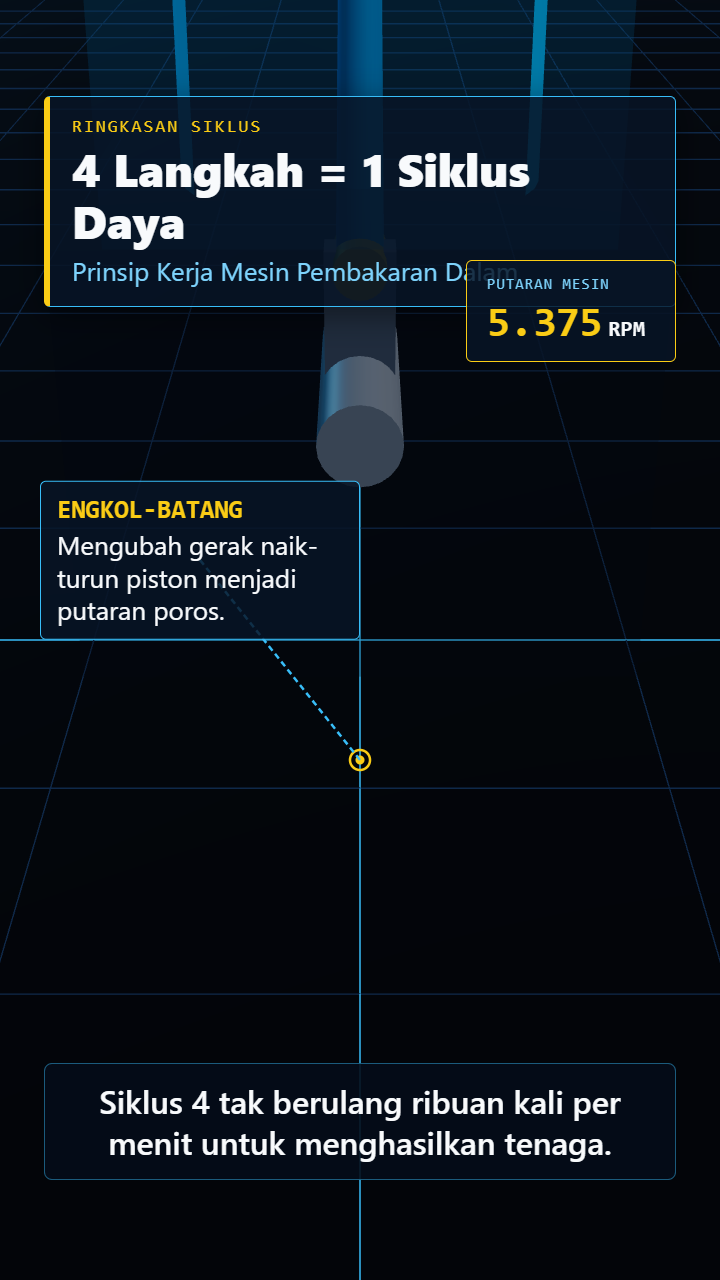 RINGKASAN SIKLUS
4 Langkah = 1 Siklus
Daya
Prinsip Kerja Mesin Pembakaran Dalam
PUTARAN MESIN
5.375 RPM
ENGKOL-BATANG
Mengubah gerak naik-
turun piston menjadi
putaran poros.
Siklus 4 tak berulang ribuan kali per
menit untuk menghasilkan tenaga.